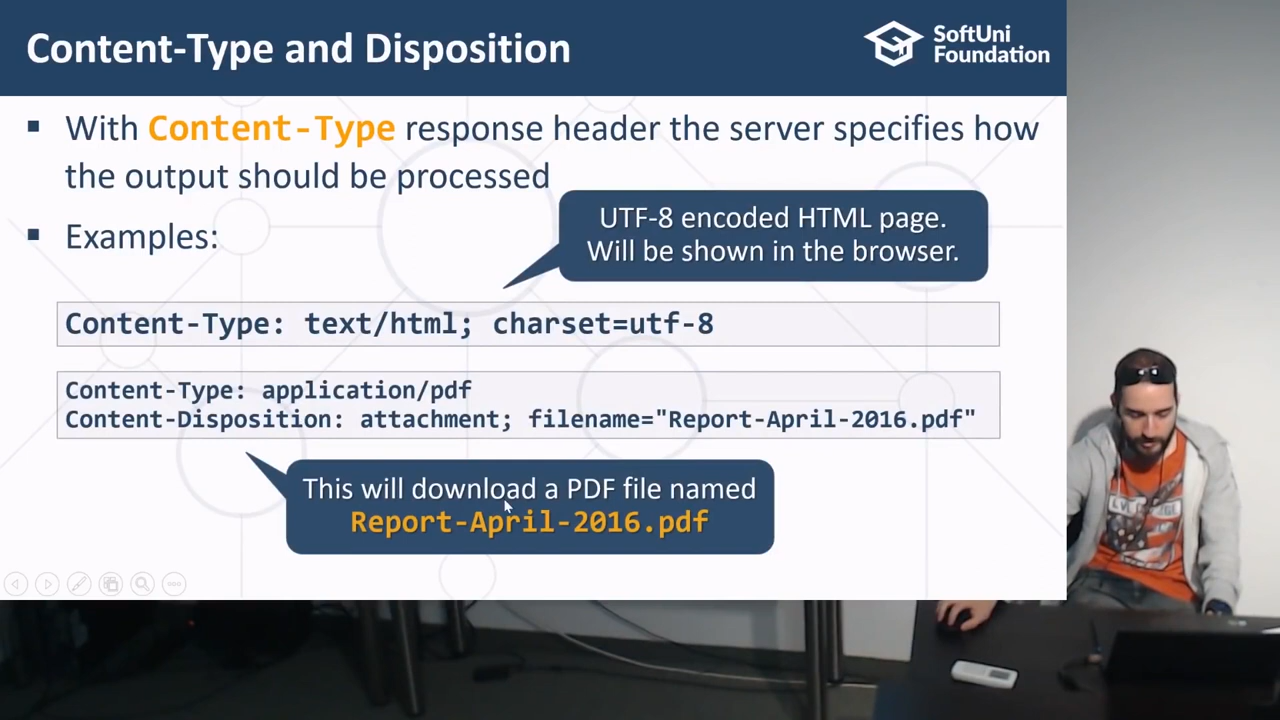 Content-Type and Disposition
SoftUni
Foundation
▪ With Content-Type response header the server specifies how
the output should be processed
▪ Examples:
UTF-8 encoded HTML page.
Will be shown in the browser.
Content-Type: text/html; charset=utf-8
Content-Type: application/pdf
Content-Disposition: attachment; filename="Report-April-2016.pdf"
This will download a PDF file named
Report-April-2016.pdf